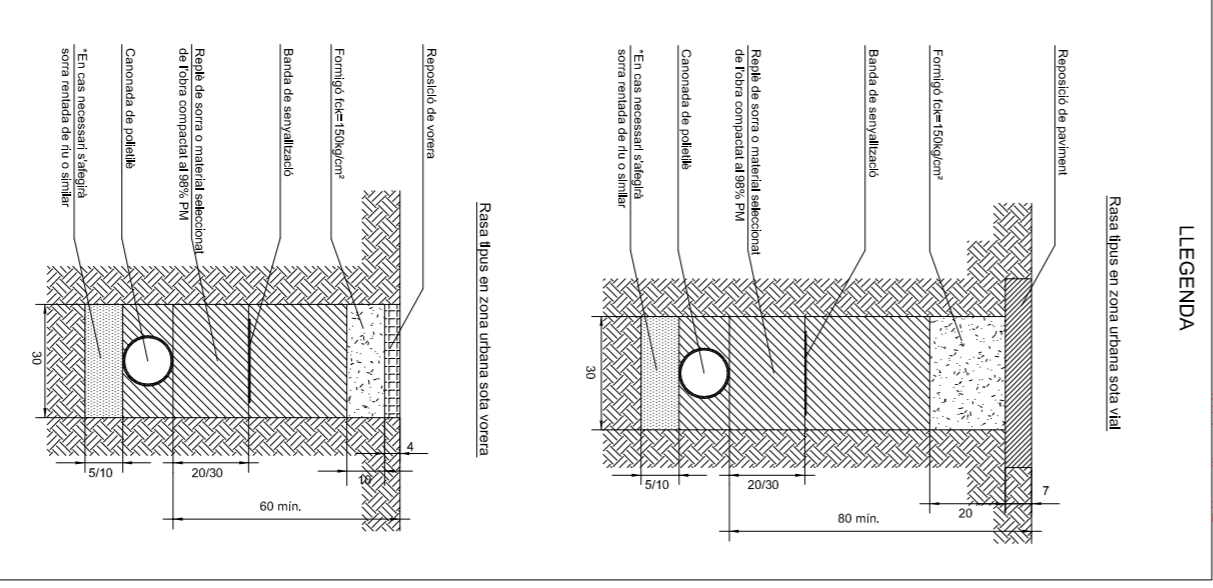 LLEGENDA
Rasa tipus en zona urbana sota vial
Reposició de paviment
Formigó fck=150kg/cm²
Banda de senyalització
Replè de sorra o material seleccionat
de l'obra compactat al 98% PM
Canonada de polietilè
*En cas necessari s'afegirà
sorra rentada de riu o similar
30
5/10
20/30
80 mín.
20
7
Rasa tipus en zona urbana sota vorera
Reposició de vorera
Formigó fck=150kg/cm²
Banda de senyalització
Replè de sorra o material seleccionat
de l'obra compactat al 98% PM
Canonada de polietilè
*En cas necessari s'afegirà
sorra rentada de riu o similar
30
5/10
20/30
60 mín.
10
4